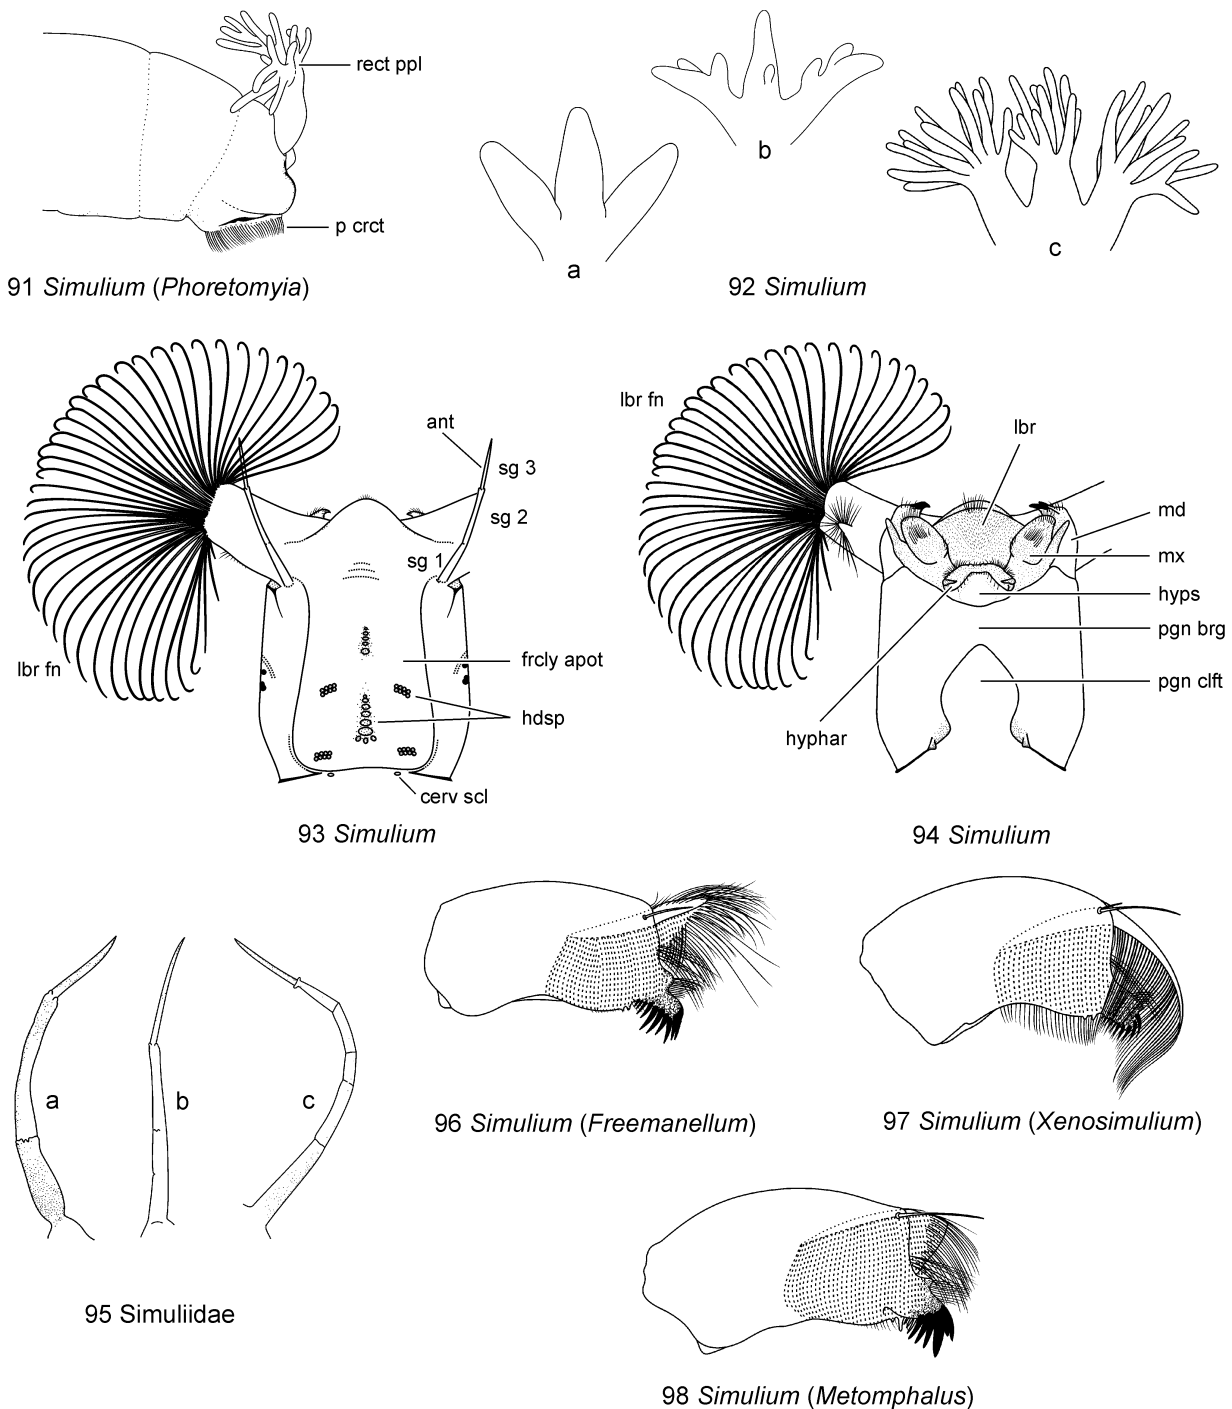 rect ppl
p crct
91 Simulium (Phoretomyia)
a
b
c
92 Simulium
lbr fn
ant
sg 3
sg 2
sg 1
lbr fn
frcly apot
hdsp
cerv scl
93 Simulium
lbr fn
lbr
md
mx
hyps
pgn brg
pgn clft
hyphar
94 Simulium
a
b
c
95 Simuliidae
96 Simulium (Freemanellum)
97 Simulium (Xenosimulium)
98 Simulium (Metomphalus)